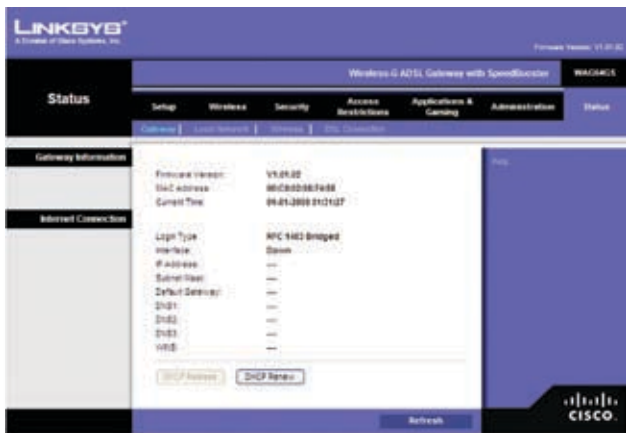 LINKSYS®
A Division of Cisco Systems, Inc.
Firmware Version: V1.01.02
Wireless-G ADSL Gateway with SpeedBooster
WAG54GS
Status
Setup
Wireless
Security
Access Restrictions
Applications & Gaming
Administration
Status
Gateway | Local Network | Wireless | DSL Connection
Gateway Information
Firmware Version: V1.01.02
MAC Address:
Current Time:
Internet Connection
Login Type: RFC 1483 Bridged
Interface: Down
IP Address: ---
Subnet Mask: ---
Default Gateway: ---
DNS1: ---
DNS2: ---
DNS3: ---
WINS: ---
DHCP Release
DHCP Renew
Help
Refresh
CISCO.